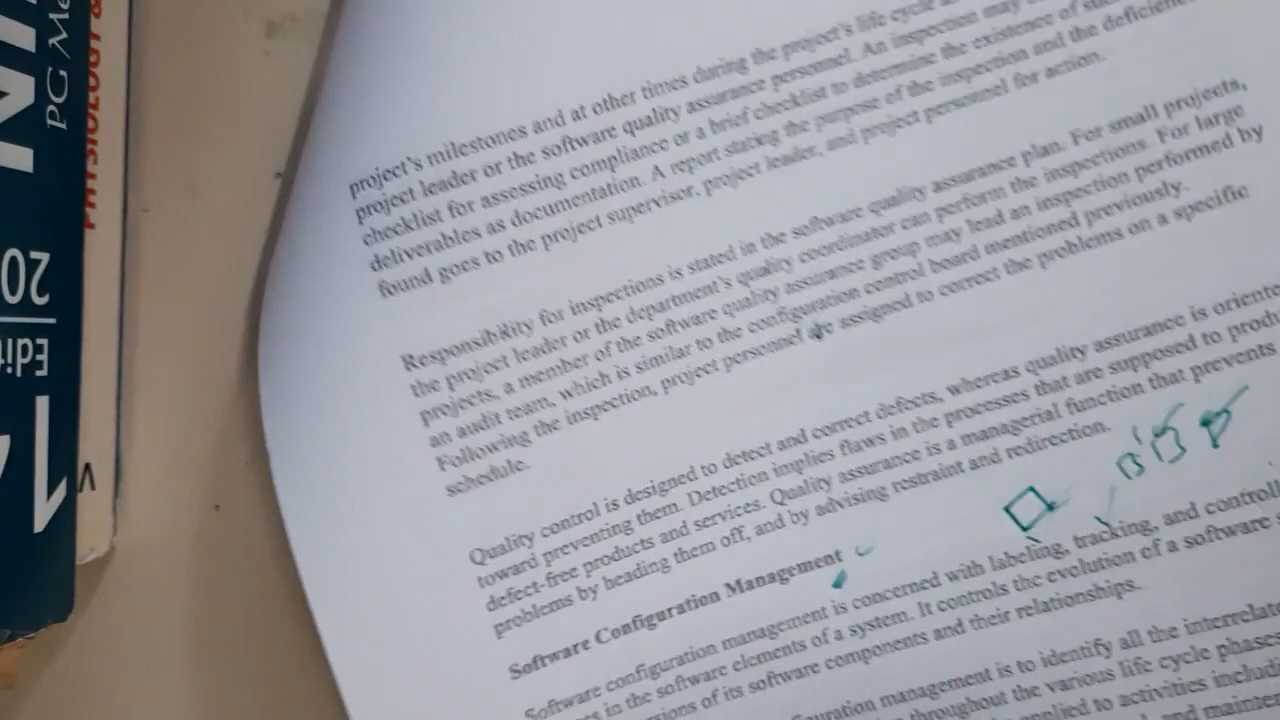 project's milestones and at other times during the project's life cycle
project leader or the software quality assurance personnel. An inspection may
checklist for assessing compliance or a brief checklist to determine the existence of
deliverables as documentation. A report stating the purpose of the inspection and the
found goes to the project supervisor, project leader, and project personnel for action.
Responsibility for inspections is stated in the software quality assurance plan. For small projects,
the project leader or the department's quality coordinator can perform the inspections. For large
projects, a member of the software quality assurance group may lead an inspection performed by
an audit team, which is similar to the configuration control board mentioned previously.
Following the inspection, project personnel are assigned to correct the problems on a specific
schedule.
Quality control is designed to detect and correct defects, whereas quality assurance is
toward preventing them. Detection implies flaws in the processes that are supposed to
defect-free products and services. Quality assurance is a managerial function that prevents
problems by heading them off, and by advising restraint and redirection.
Software Configuration Management
Software configuration management is concerned with labeling, tracking, and
in the software elements of a system. It controls the evolution of a software
of its software components and their relationships.
management is to identify all the
throughout the various life cycle
applied to activities
PG
PHYSIOLOGY &
20
1
V